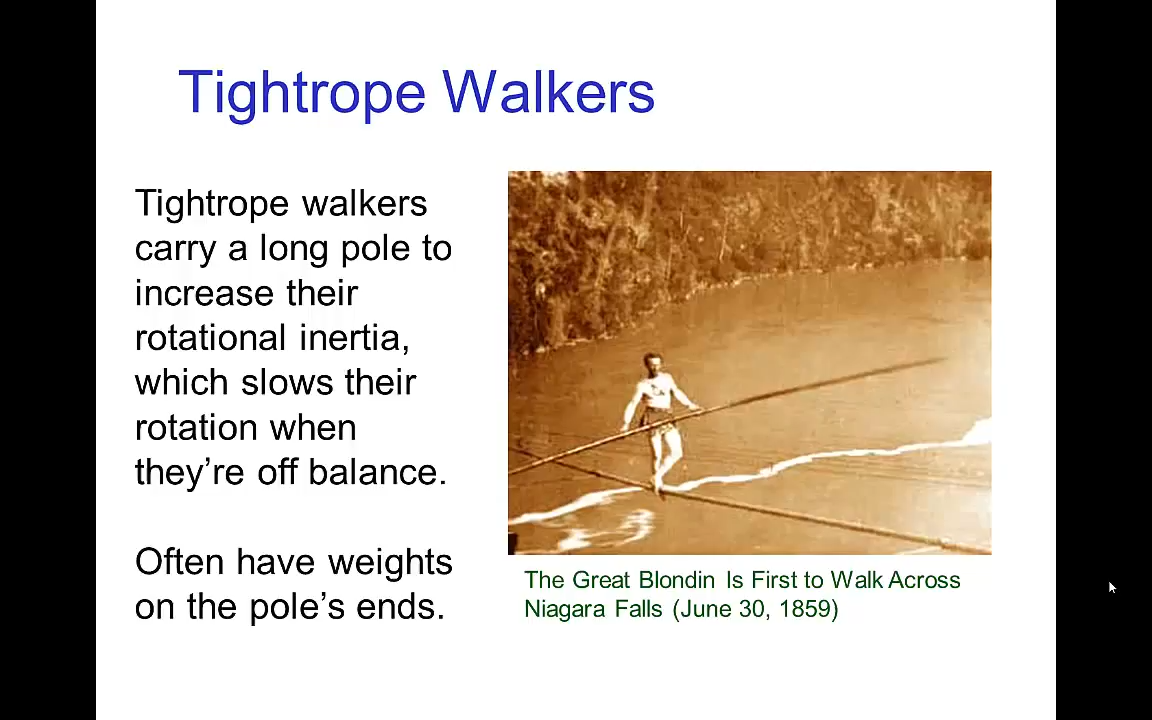 Tightrope Walkers
Tightrope walkers
carry a long pole to
increase their
rotational inertia,
which slows their
rotation when
they’re off balance.
Often have weights
on the pole’s ends.
The Great Blondin Is First to Walk Across
Niagara Falls (June 30, 1859)